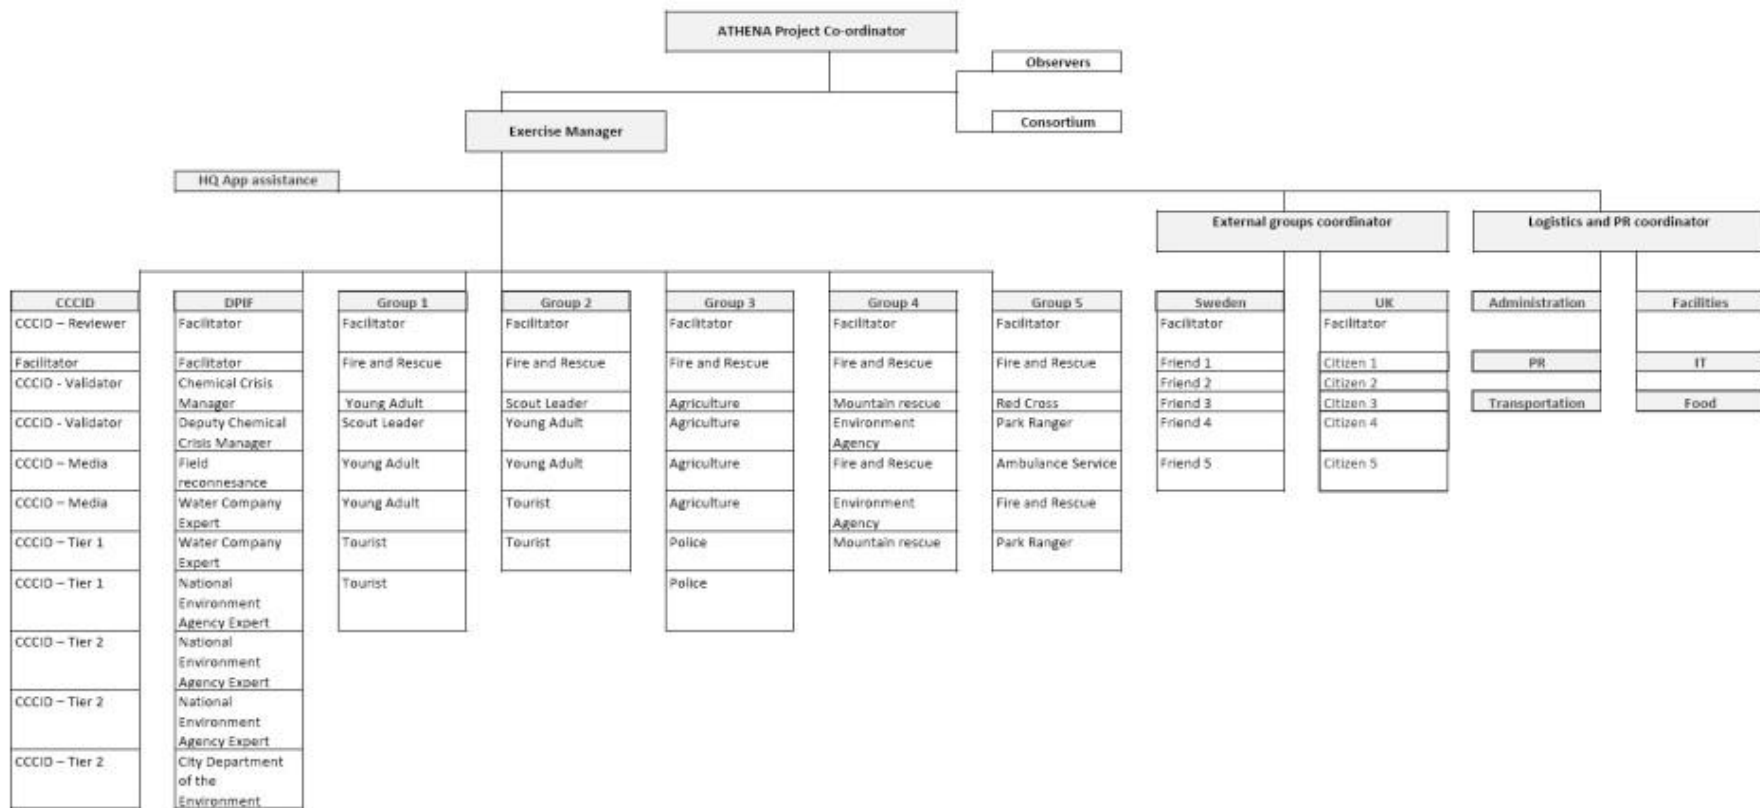 ATHENA Project Co-ordinator
Observers
Consortium
Exercise Manager
HQ App assistance
External groups coordinator
Logistics and PR coordinator
CCCID
CCCID – Reviewer
Facilitator
CCCID - Validator
CCCID - Validator
CCCID – Media
CCCID – Media
CCCID – Tier 1
CCCID – Tier 1
CCCID – Tier 2
CCCID – Tier 2
CCCID – Tier 2
DPIF
Facilitator
Facilitator
Chemical Crisis
Manager
Deputy Chemical
Crisis Manager
Field
reconnesance
Water Company
Expert
Water Company
Expert
National
Environment
Agency Expert
National
Environment
Agency Expert
National
Environment
Agency Expert
City Department
of the
Environment
Group 1
Facilitator
Fire and Rescue
Young Adult
Scout Leader
Young Adult
Young Adult
Tourist
Tourist
Group 2
Facilitator
Fire and Rescue
Scout Leader
Young Adult
Young Adult
Tourist
Tourist
Group 3
Facilitator
Fire and Rescue
Agriculture
Agriculture
Agriculture
Agriculture
Police
Police
Group 4
Facilitator
Fire and Rescue
Mountain rescue
Environment
Agency
Fire and Rescue
Environment
Agency
Mountain rescue
Group 5
Facilitator
Fire and Rescue
Red Cross
Park Ranger
Ambulance Service
Fire and Rescue
Park Ranger
Sweden
Facilitator
Friend 1
Friend 2
Friend 3
Friend 4
Friend 5
UK
Facilitator
Citizen 1
Citizen 2
Citizen 3
Citizen 4
Citizen 5
Administration
PR
Transportation
Facilities
IT
Food